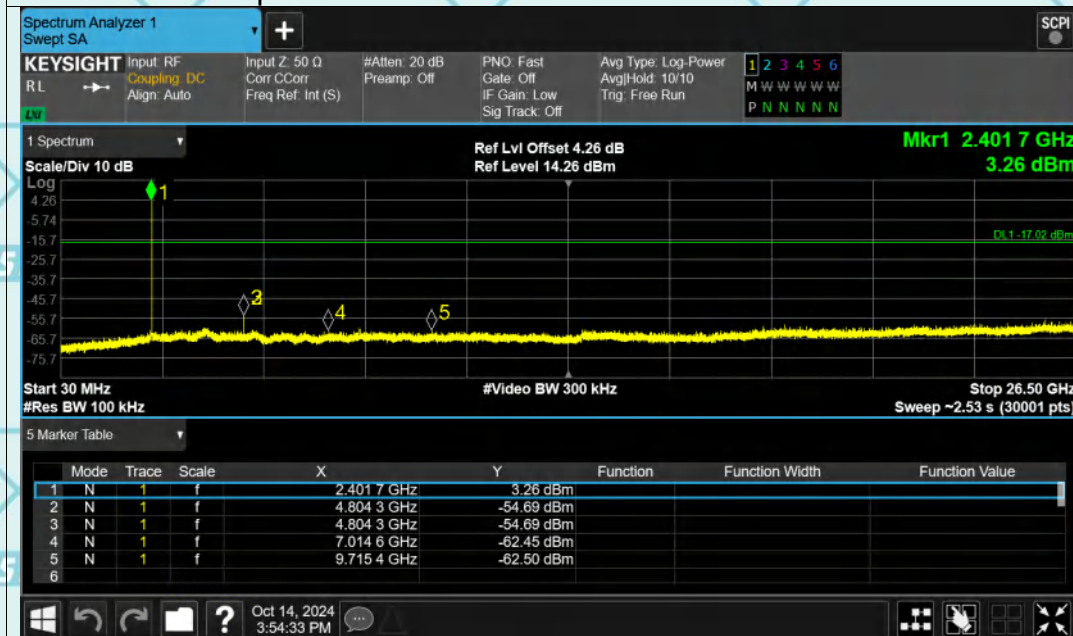 Spectrum Analyzer 1
Swept SA
+
SCPI
KEYSIGHT Input: RF Input Z: 50 Ω #Atten: 20 dB PNO: Fast Avg Type: Log-Power 1 2 3 4 5 6
RL Coupling: DC Corr CCorr Preamp: Off Gate: Off Avg|Hold: 10/10 M W W W W W
Align: Auto Freq Ref: Int (S) IF Gain: Low Trig: Free Run
LXI Sig Track: Off P N N N N N
1 Spectrum
Ref Lvl Offset 4.26 dB Mkr1 2.401 7 GHz
Scale/Div 10 dB Ref Level 14.26 dBm 3.26 dBm
Log
1
4.26
-5.74
-15.7 DL1 -17.02 dBm
-25.7
-35.7
-45.7
4 5
-55.7
-65.7
-75.7
Start 30 MHz #Video BW 300 kHz Stop 26.50 GHz
#Res BW 100 kHz Sweep ~2.53 s (30001 pts)
5 Marker Table
Mode Trace Scale X Y Function Function Width Function Value
1 N 1 f 2.401 7 GHz 3.26 dBm
2 N 1 f 4.804 3 GHz -54.69 dBm
3 N 1 f 4.804 3 GHz -54.69 dBm
4 N 1 f 7.014 6 GHz -62.45 dBm
5 N 1 f 9.715 4 GHz -62.50 dBm
6
? Oct 14, 2024
3:54:33 PM